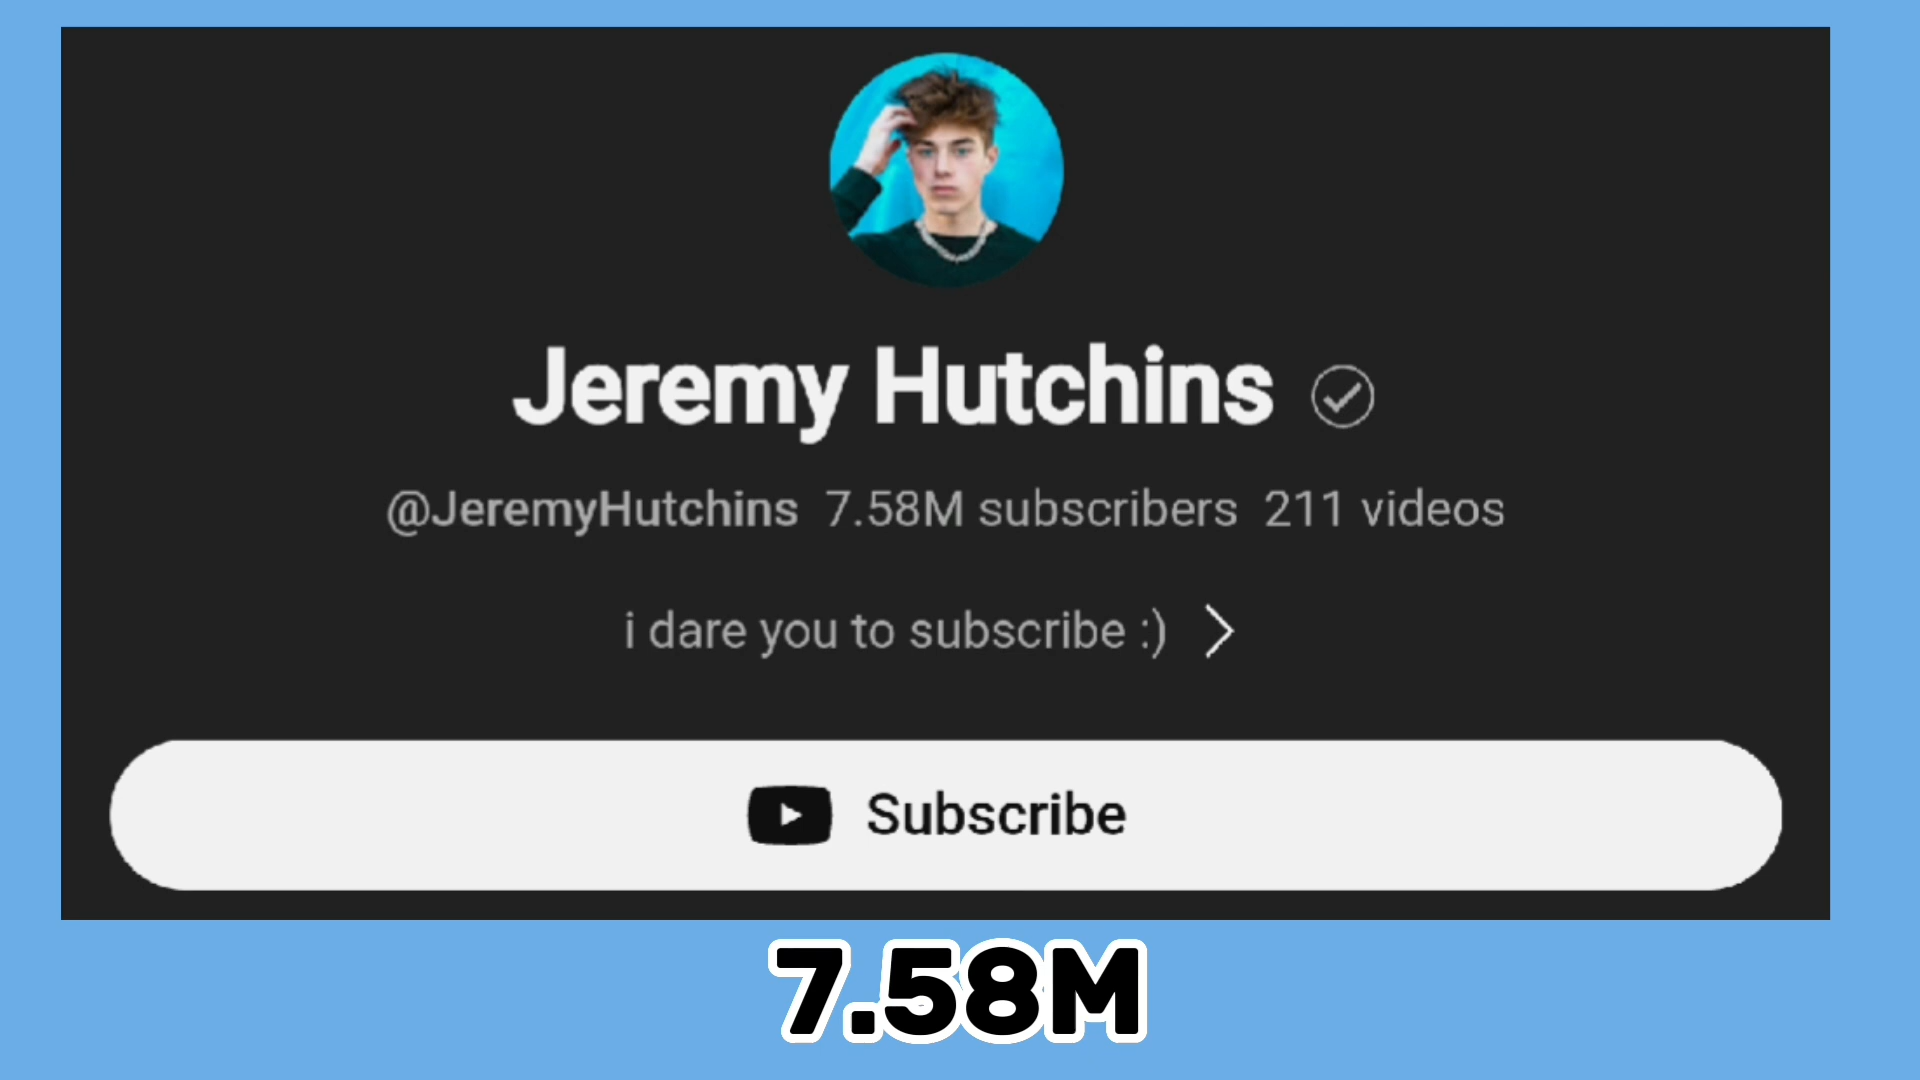 Jeremy Hutchins
@JeremyHutchins 7.58M subscribers 211 videos
i dare you to subscribe :)
Subscribe
7.58M